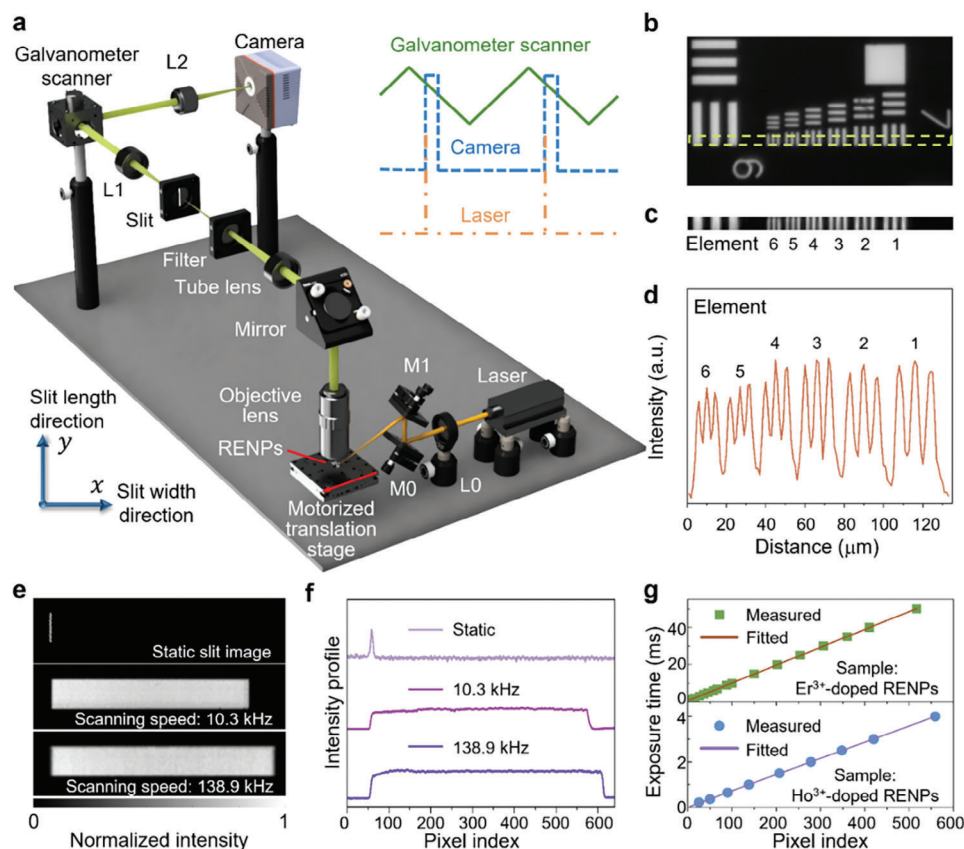 a
Galvanometer
scanner
L2
Camera
L1
Slit
Filter
Tube lens
Mirror
M1
Laser
Objective
lens
RENPs
M0
L0
Motorized
translation
stage
Slit length
direction
y
x
Slit width
direction
Galvanometer scanner
Camera
Laser
b
6
c
Element 6 5 4 3 2 1
d
Element
6 5 4 3 2 1
Intensity (a.u.)
0 20 40 60 80 100 120
Distance (μm)
e
Static slit image
Scanning speed: 10.3 kHz
Scanning speed: 138.9 kHz
0 1
Normalized intensity
f
Intensity profile
Static
10.3 kHz
138.9 kHz
0 100 200 300 400 500 600
Pixel index
g
Exposure time (ms)
40
20
Measured
Fitted
Sample:
Er³⁺-doped RENPs
4
2
0
Measured
Fitted
Sample:
Ho³⁺-doped RENPs
0 100 200 300 400 500 600
Pixel index